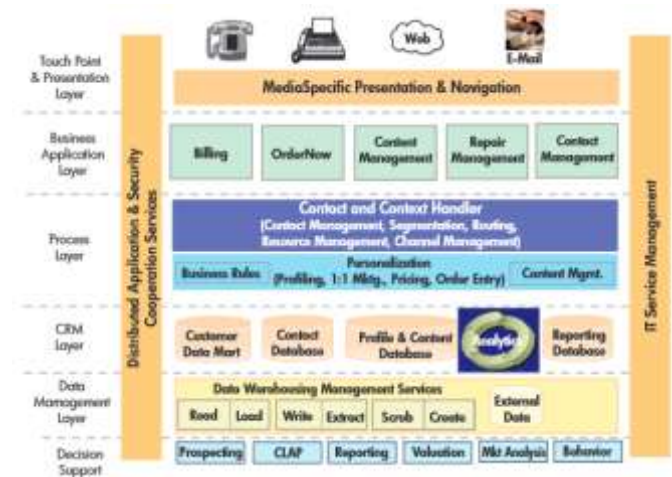 Web
E-Mail
Touch Point
& Presentation
Layer
MediaSpecific Presentation & Navigation
Business
Application
Layer
Billing
OrderNow
Content
Management
Repair
Management
Contact
Management
Distributed Application & Security
Cooperation Services
IT Service Management
Process
Layer
Contact and Context Handler
(Contact Management, Segmentation, Routing,
Resource Management, Channel Management)
Business Rules
Personalization
(Profiling, 1:1 Mktg., Pricing, Order Entry)
Content Mgmt.
CRM
Layer
Customer
Data Mart
Contact
Database
Profile & Content
Database
Analytics
Reporting
Database
Data
Management
Layer
Data Warehousing Management Services
Read
Load
Write
Extract
Scrub
Create
External
Data
Decision
Support
Prospecting
CLAP
Reporting
Valuation
Mkt Analysis
Behavior